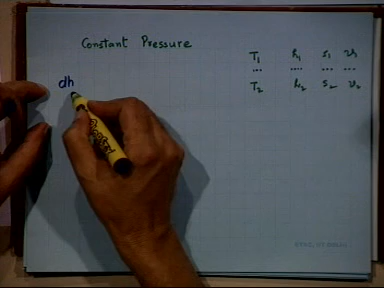 Constant Pressure
T₁ h₁ s₁ v₁
... .... ... ...
T₂ h₂ s₂ v₂
dh